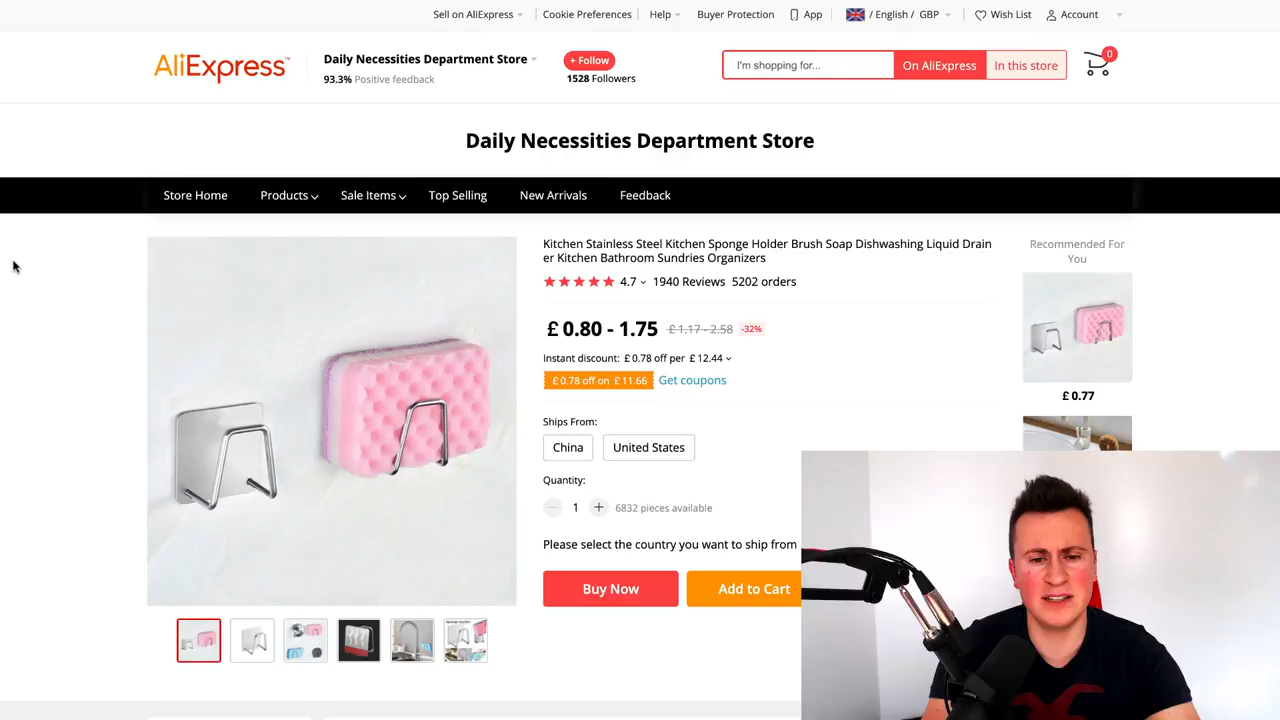 Sell on AliExpress
Cookie Preferences
Help
Buyer Protection
App
/ English / GBP
Wish List
Account
AliExpress™
Daily Necessities Department Store
93.3% Positive feedback
+ Follow
1528 Followers
I'm shopping for...
On AliExpress
In this store
0
Daily Necessities Department Store
Store Home
Products
Sale Items
Top Selling
New Arrivals
Feedback
Kitchen Stainless Steel Kitchen Sponge Holder Brush Soap Dishwashing Liquid Drain
er Kitchen Bathroom Sundries Organizers
4.7
1940 Reviews
5202 orders
£ 0.80 - 1.75
£ 1.17 - 2.58
-32%
Instant discount: £ 0.78 off per £ 12.44
£ 0.78 off on £ 11.66
Get coupons
Ships From:
China
United States
Quantity:
1
6832 pieces available
Please select the country you want to ship from
Buy Now
Add to Cart
Recommended For
You
£ 0.77